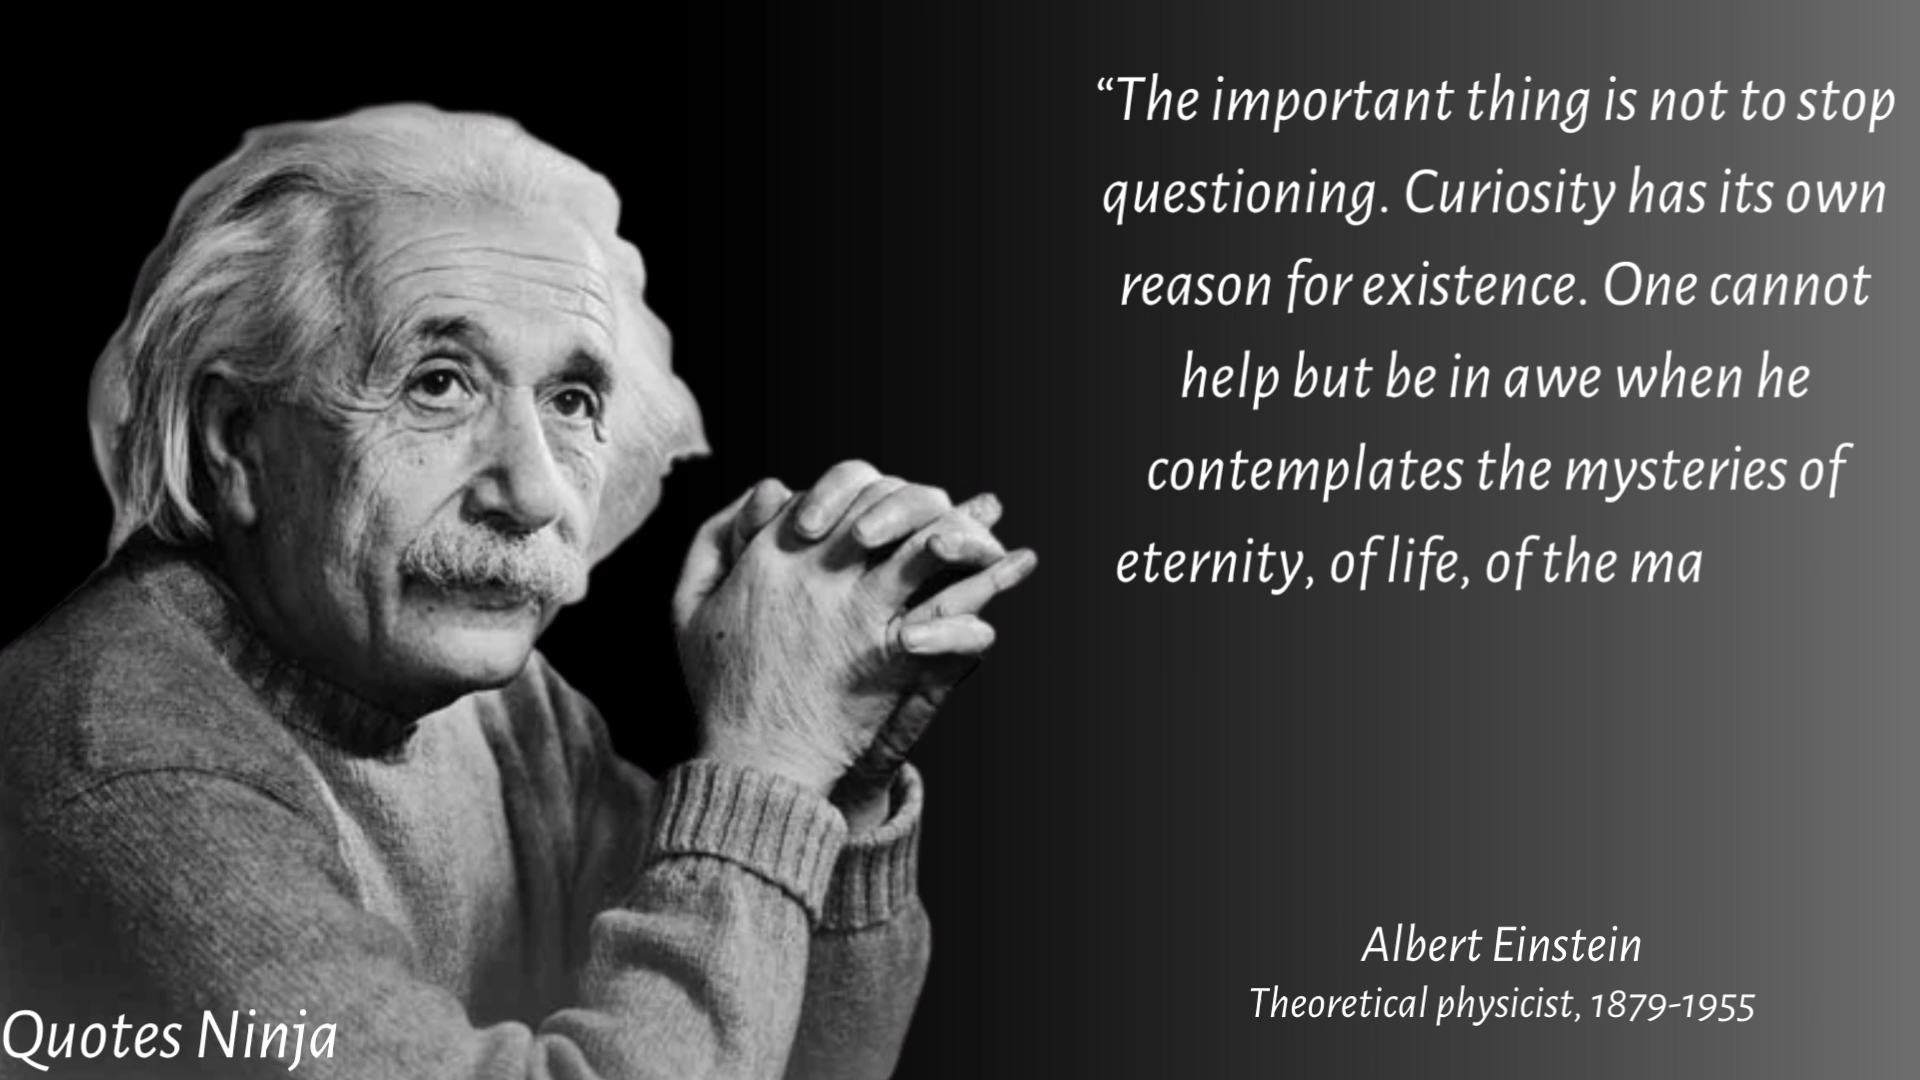 “The important thing is not to stop
questioning. Curiosity has its own
reason for existence. One cannot
help but be in awe when he
contemplates the mysteries of
eternity, of life, of the ma
Albert Einstein
Theoretical physicist, 1879-1955
Quotes Ninja